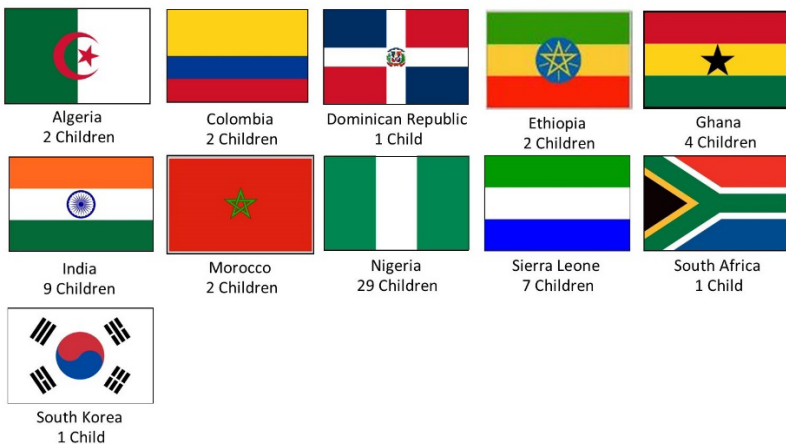 Algeria
2 Children
Colombia
2 Children
Dominican Republic
1 Child
Ethiopia
2 Children
Ghana
4 Children
India
9 Children
Morocco
2 Children
Nigeria
29 Children
Sierra Leone
7 Children
South Africa
1 Child
South Korea
1 Child